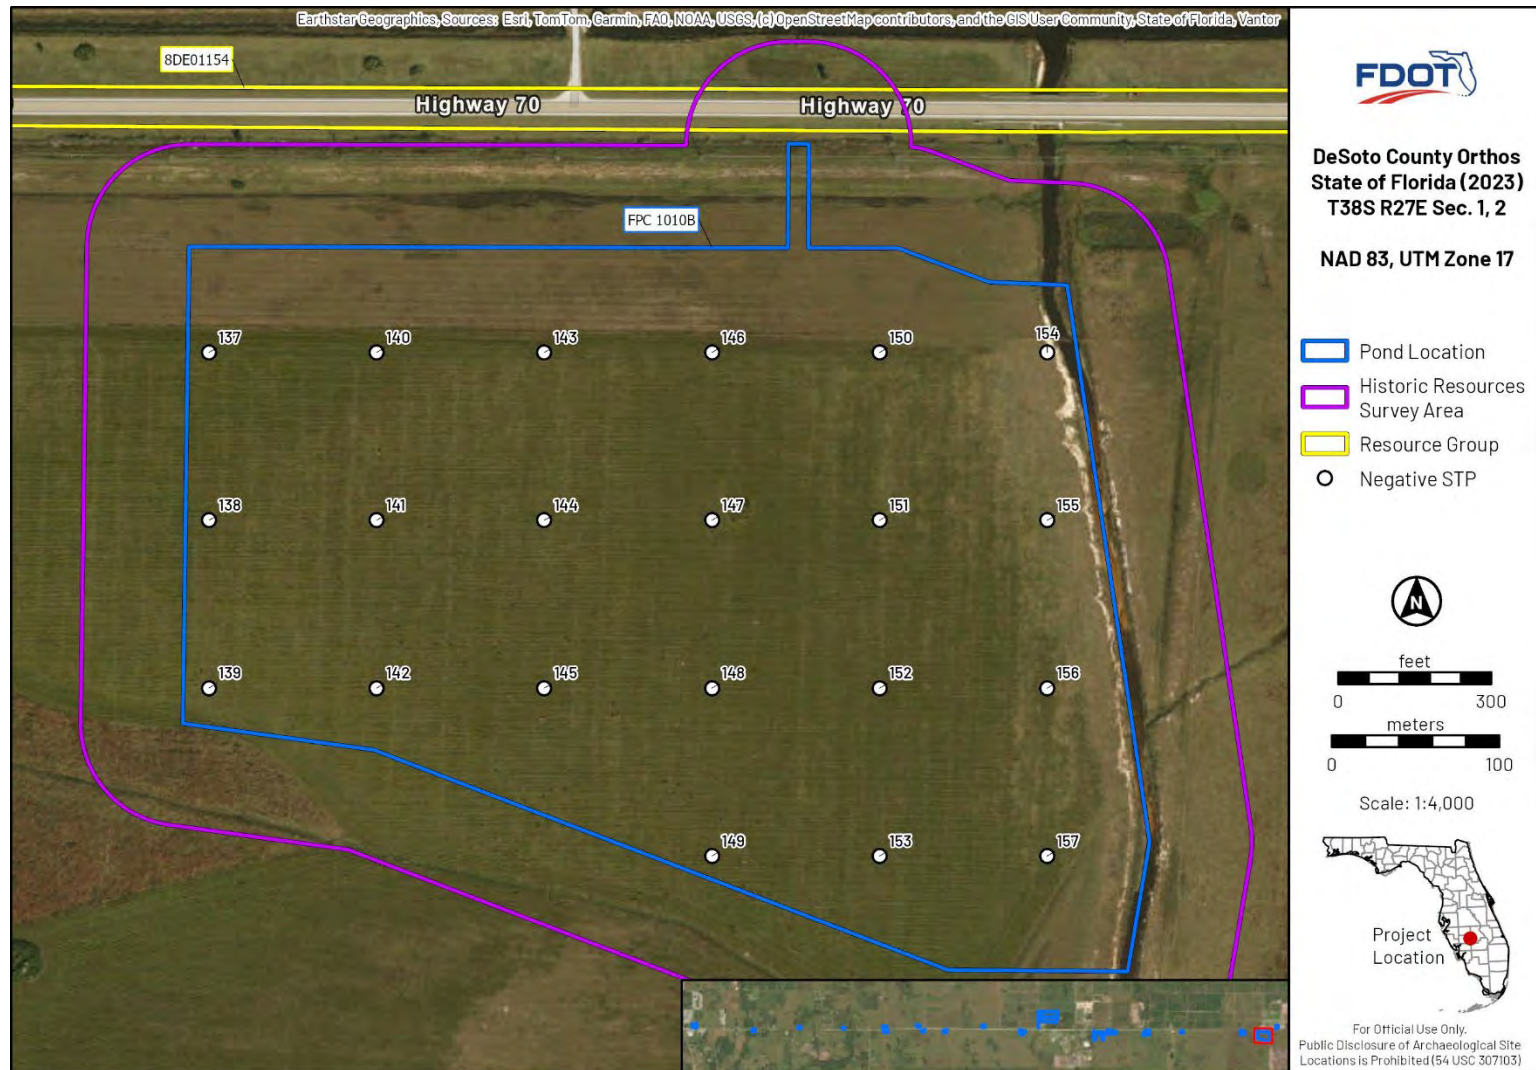 Earthstar Geographics, Sources: Esri, TomTom, Garmin, FAO, NOAA, USGS, (c) OpenStreetMap contributors, and the GIS User Community, State of Florida, Vantor
8DE01154
Highway 70
Highway 70
FPC 1010B
137
140
143
146
150
154
138
141
144
147
151
155
139
142
145
148
152
156
149
153
157
FDOT
DeSoto County Orthos
State of Florida (2023)
T38S R27E Sec. 1, 2
NAD 83, UTM Zone 17
Pond Location
Historic Resources
Survey Area
Resource Group
Negative STP
N
feet
0 300
meters
0 100
Scale: 1:4,000
Project
Location
For Official Use Only.
Public Disclosure of Archaeological Site
Locations is Prohibited (54 USC 307103)